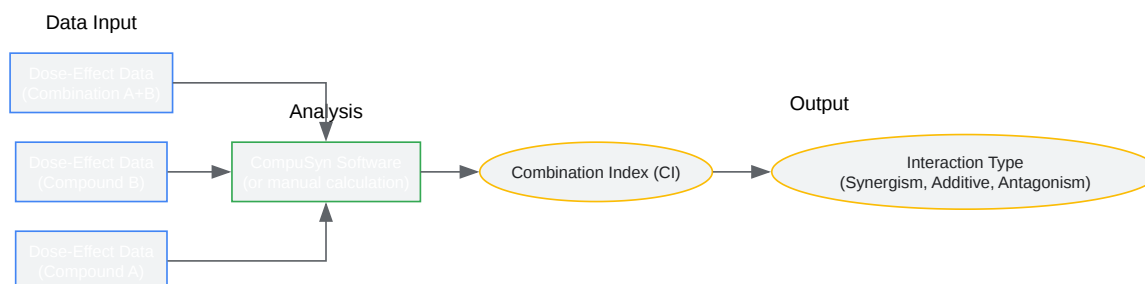 Data Input
Dose-Effect Data
(Combination A+B)
Analysis
Output
Dose-Effect Data
(Compound B)
CompuSyn Software
(or manual calculation)
Combination Index (CI)
Interaction Type
(Synergism, Additive, Antagonism)
Dose-Effect Data
(Compound A)